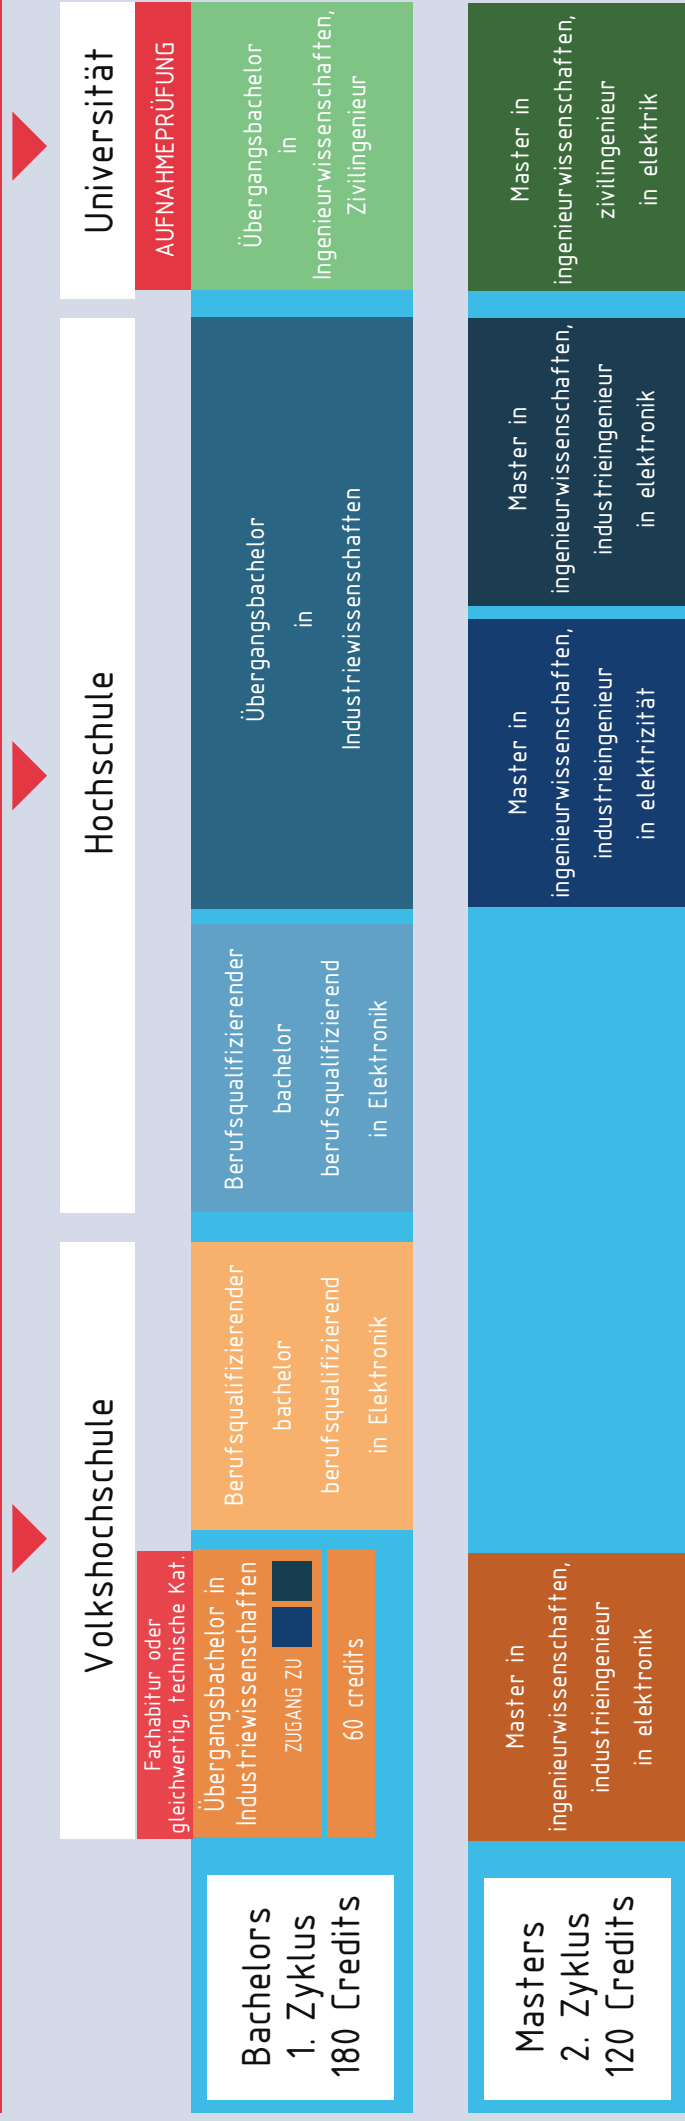 Volkshochschule
Hochschule
Universität
Fachabitur oder
gleichwertig, technische Kat.
AUFNAHMEPRÜFUNG
Bachelors
1. Zyklus
180 Credits
Übergangsbachelor in
Industriewissenschaften
ZUGANG ZU
60 credits
Berufsqualifizierender
bachelor
berufsqualifizierend
in Elektronik
Berufsqualifizierender
bachelor
berufsqualifizierend
in Elektronik
Übergangsbachelor
in
Industriewissenschaften
Übergangsbachelor
in
Ingenieurwissenschaften,
Zivilingenieur
Masters
2. Zyklus
120 Credits
Master in
ingenieurwissenschaften,
industrieingenieur
in elektronik
Master in
ingenieurwissenschaften,
industrieingenieur
in elektrizität
Master in
ingenieurwissenschaften,
industrieingenieur
in elektronik
Master in
ingenieurwissenschaften,
zivilingenieur
in elektrik